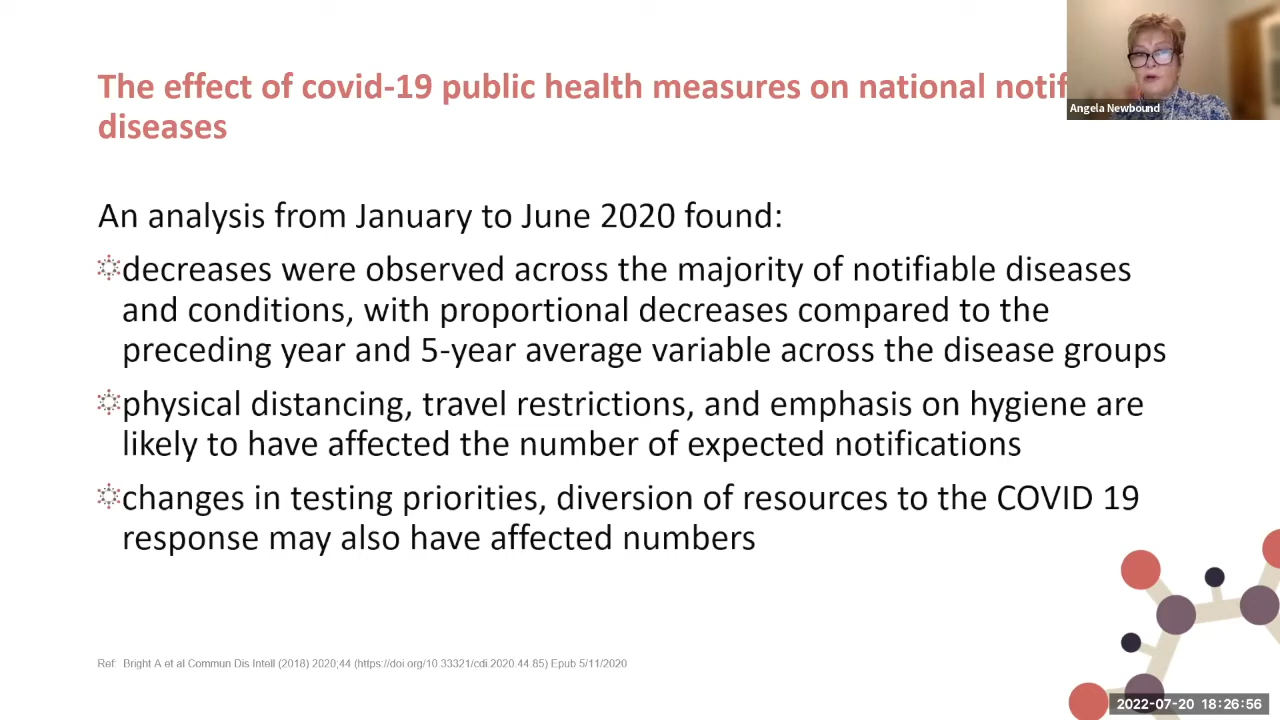 The effect of covid-19 public health measures on national notif
diseases
Angela Newbound
An analysis from January to June 2020 found:
decreases were observed across the majority of notifiable diseases
and conditions, with proportional decreases compared to the
preceding year and 5-year average variable across the disease groups
physical distancing, travel restrictions, and emphasis on hygiene are
likely to have affected the number of expected notifications
changes in testing priorities, diversion of resources to the COVID 19
response may also have affected numbers
Ref: Bright A et al Commun Dis Intell (2018) 2020;44 (https://doi.org/10.33321/cdi.2020.44.85) Epub 5/11/2020
2022-07-20 18:26:56